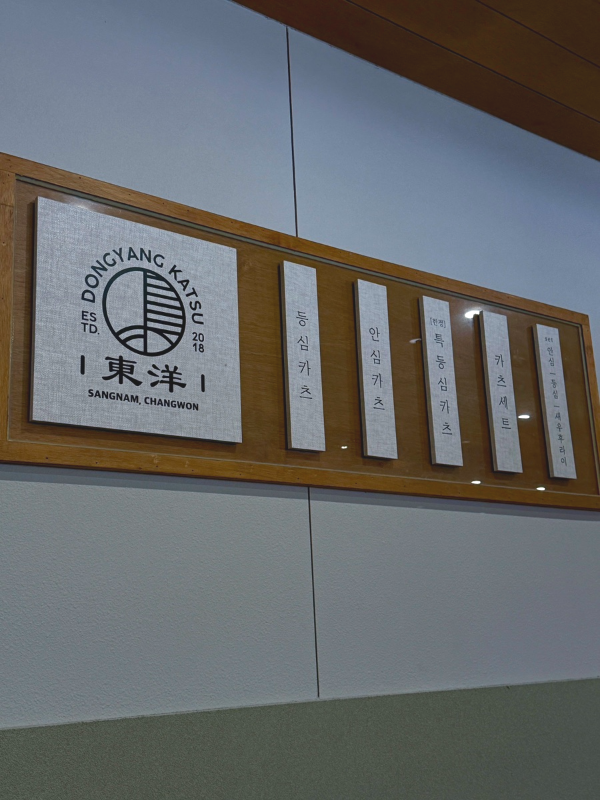 DONGYANG KATSU
ESTD.
2018
東洋
SANGNAM, CHANGWON
등심카츠
안심카츠
[한정]
특등심카츠
카츠세트
안심|등심|새우후라이